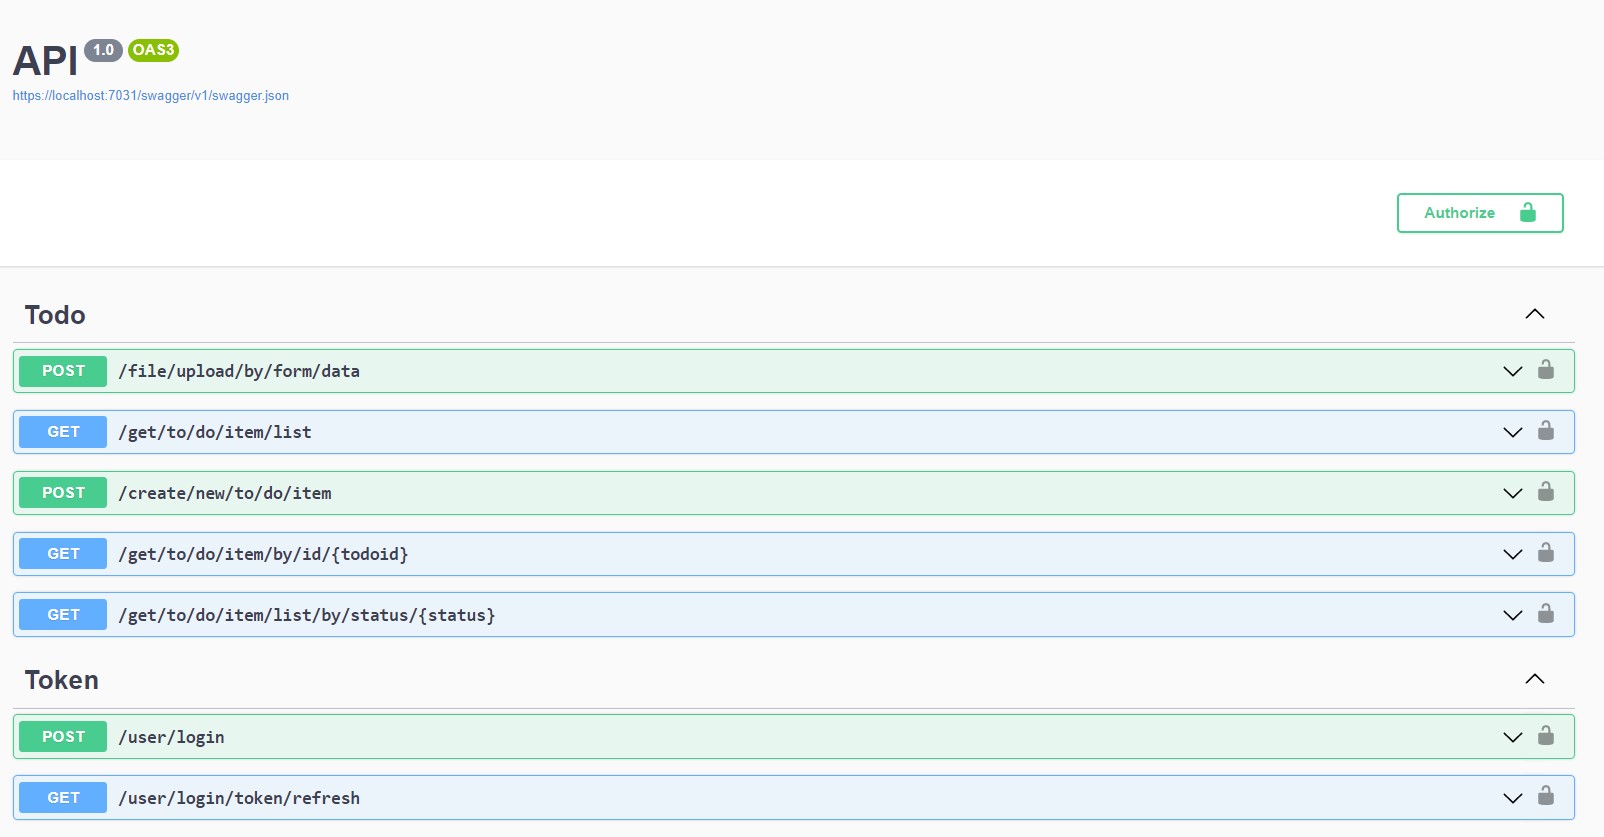 API 1.0 OAS3
https://localhost:7031/swagger/v1/swagger.json
Authorize
Todo
POST /file/upload/by/form/data
GET /get/to/do/item/list
POST /create/new/to/do/item
GET /get/to/do/item/by/id/{todoid}
GET /get/to/do/item/list/by/status/{status}
Token
POST /user/login
GET /user/login/token/refresh